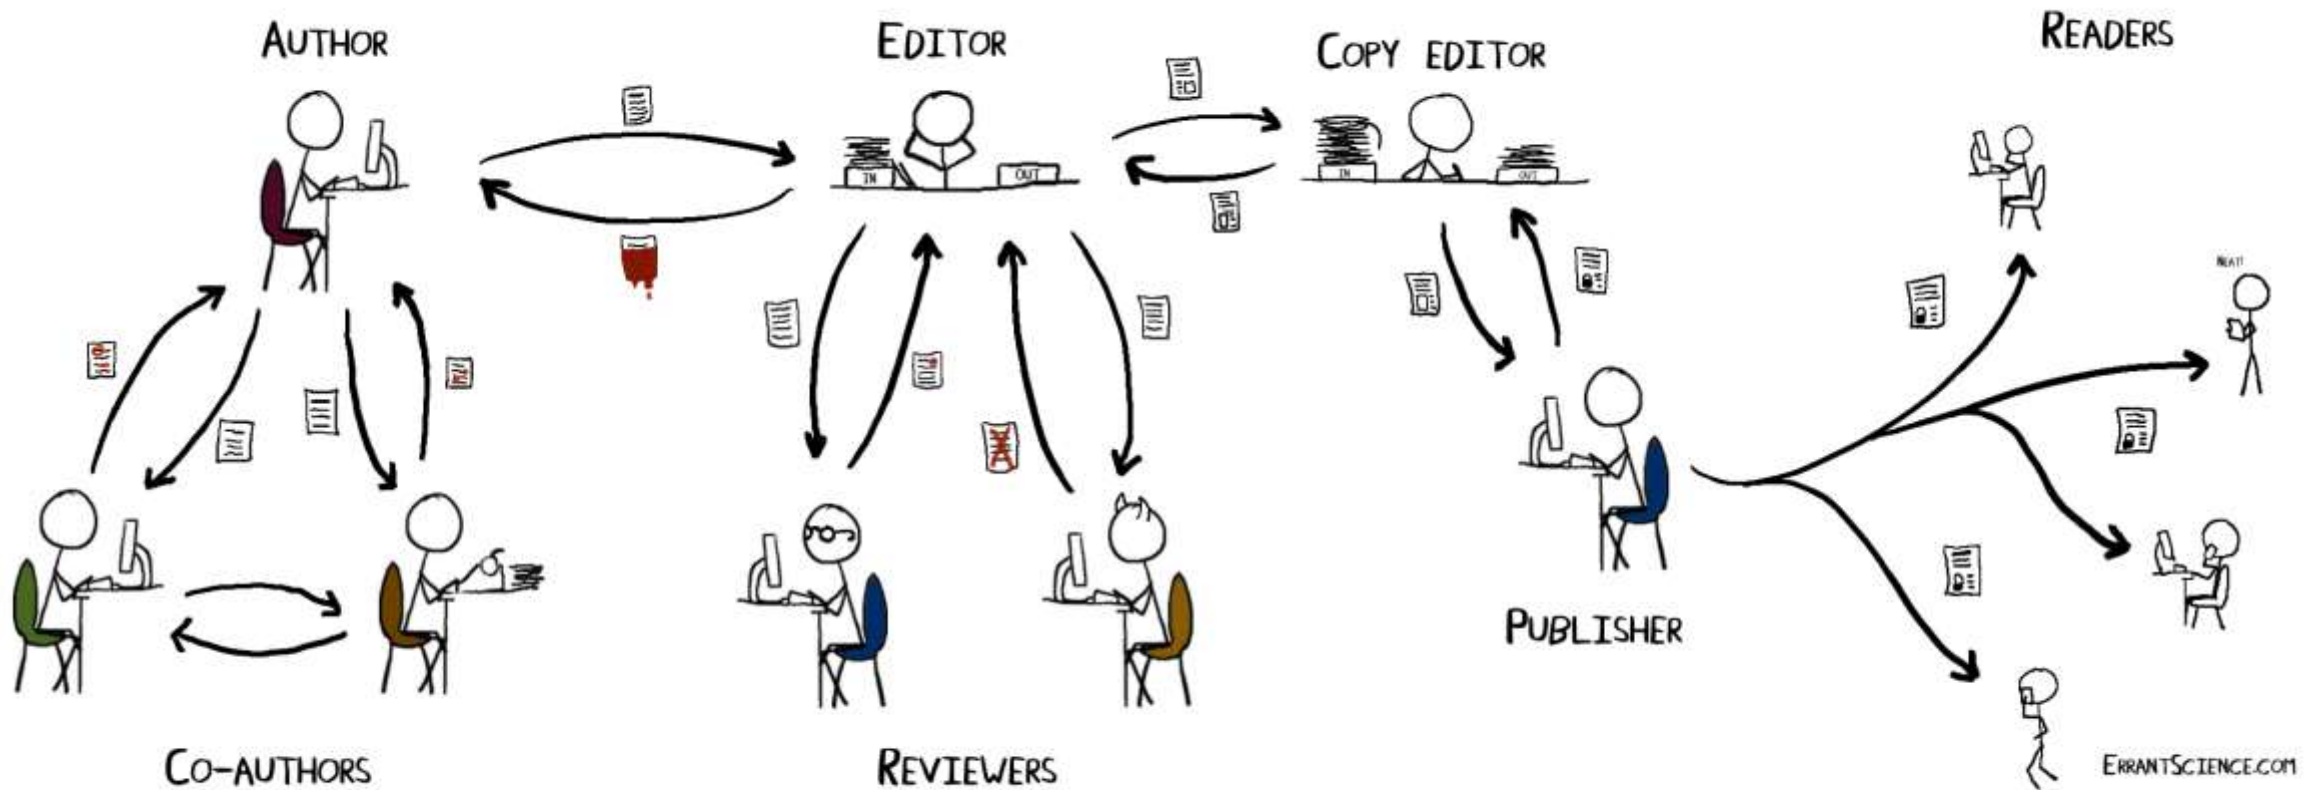 AUTHOR
EDITOR
COPY EDITOR
READERS
IN
OUT
IN
OUT
NEAT!
PUBLISHER
CO-AUTHORS
REVIEWERS
ERRANTSCIENCE.COM